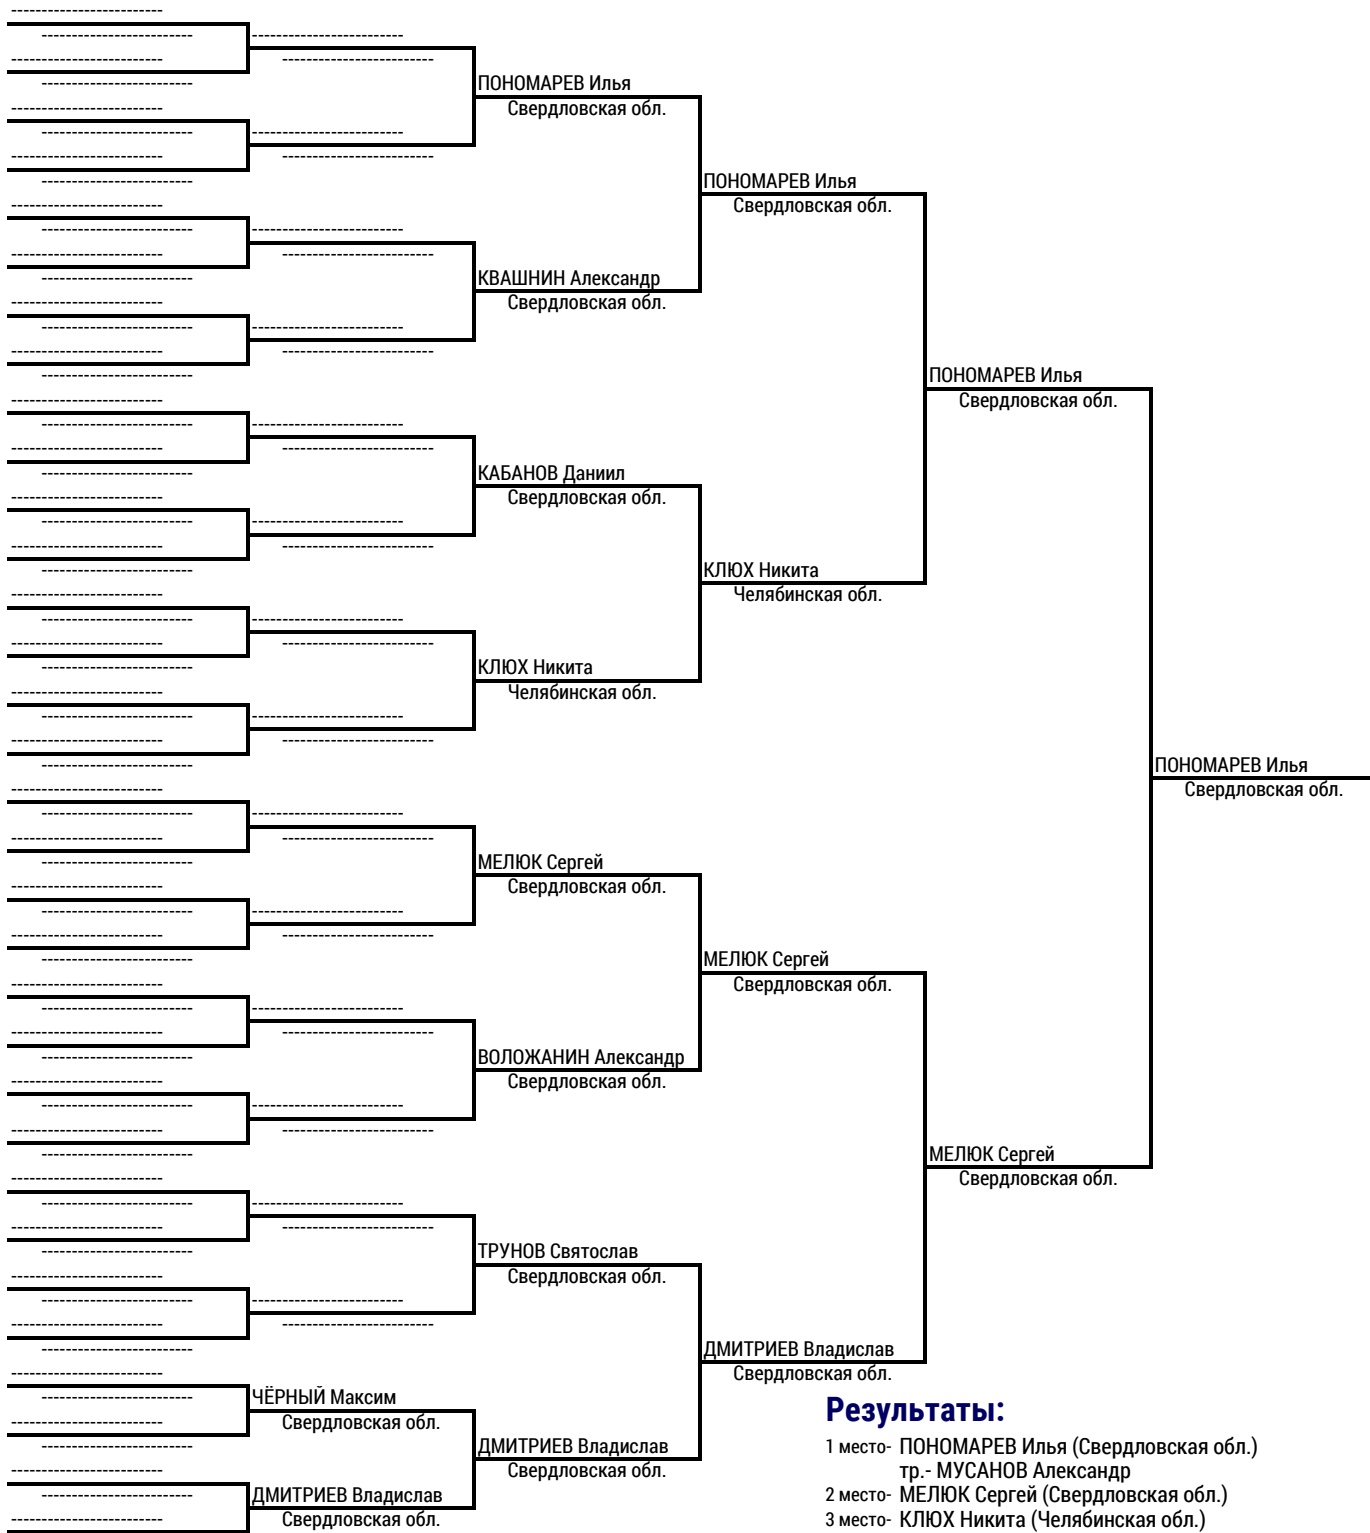 ПОНОМАРЕВ Илья
Свердловская обл.
ПОНОМАРЕВ Илья
Свердловская обл.
КВАШНИН Александр
Свердловская обл.
ПОНОМАРЕВ Илья
Свердловская обл.
КАБАНОВ Даниил
Свердловская обл.
КЛЮХ Никита
Челябинская обл.
КЛЮХ Никита
Челябинская обл.
ПОНОМАРЕВ Илья
Свердловская обл.
МЕЛЮК Сергей
Свердловская обл.
МЕЛЮК Сергей
Свердловская обл.
ВОЛОЖАНИН Александр
Свердловская обл.
МЕЛЮК Сергей
Свердловская обл.
ТРУНОВ Святослав
Свердловская обл.
ДМИТРИЕВ Владислав
Свердловская обл.
ЧЁРНЫЙ Максим
Свердловская обл.
ДМИТРИЕВ Владислав
Свердловская обл.
ДМИТРИЕВ Владислав
Свердловская обл.
Результаты:
1 место- ПОНОМАРЕВ Илья (Свердловская обл.)
тр.- МУСАНОВ Александр
2 место- МЕЛЮК Сергей (Свердловская обл.)
3 место- КЛЮХ Никита (Челябинская обл.)